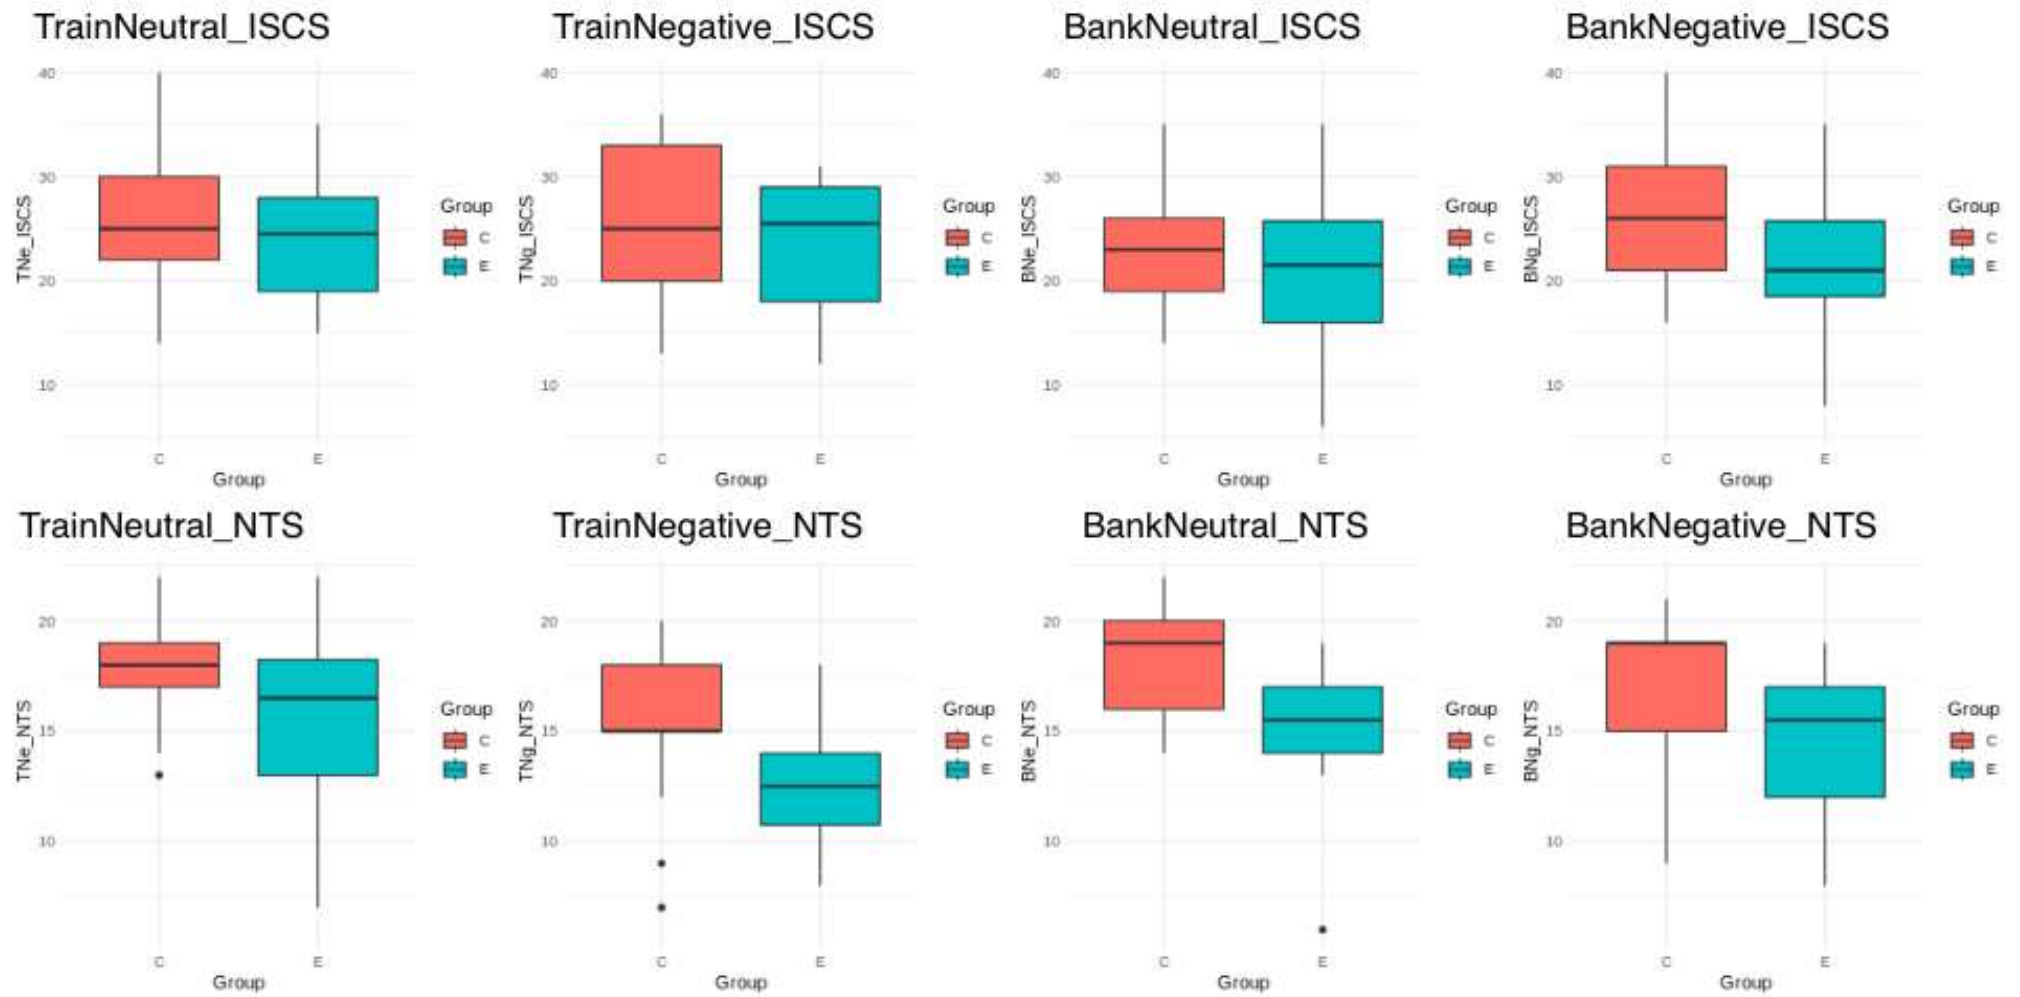 TrainNeutral_ISCS
TNe_ISCS
40
30
20
10
C
E
Group
Group
C
E
TrainNegative_ISCS
TNg_ISCS
40
30
20
10
C
E
Group
Group
C
E
BankNeutral_ISCS
BNe_ISCS
40
30
20
10
C
E
Group
Group
C
E
BankNegative_ISCS
BNg_ISCS
40
30
20
10
C
E
Group
Group
C
E
TrainNeutral_NTS
TNe_NTS
20
15
10
C
E
Group
Group
C
E
TrainNegative_NTS
TNg_NTS
20
15
10
C
E
Group
Group
C
E
BankNeutral_NTS
BNe_NTS
20
15
10
C
E
Group
Group
C
E
BankNegative_NTS
BNg_NTS
20
15
10
C
E
Group
Group
C
E